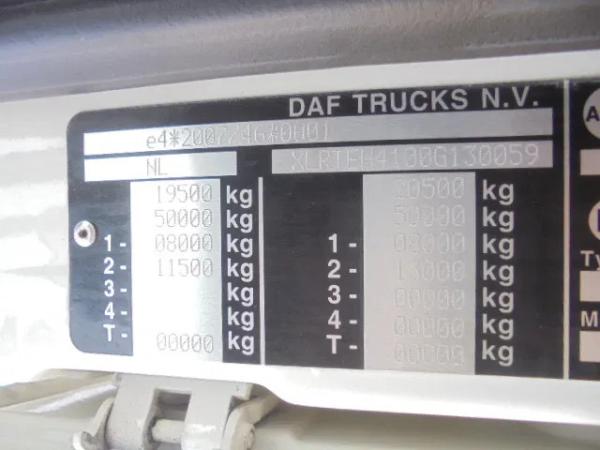 DAF TRUCKS N.V.
e4*2007/46*0001
NL XLRTEH4100G130059
19500 kg 20500 kg
50000 kg 50000 kg
1- 08000 kg 1- 08000 kg
2- 11500 kg 2- kg
3- kg 3- 00000 kg
4- kg 4- 00000 kg
T- 00000 kg T- 00000 kg
A
Ty
M